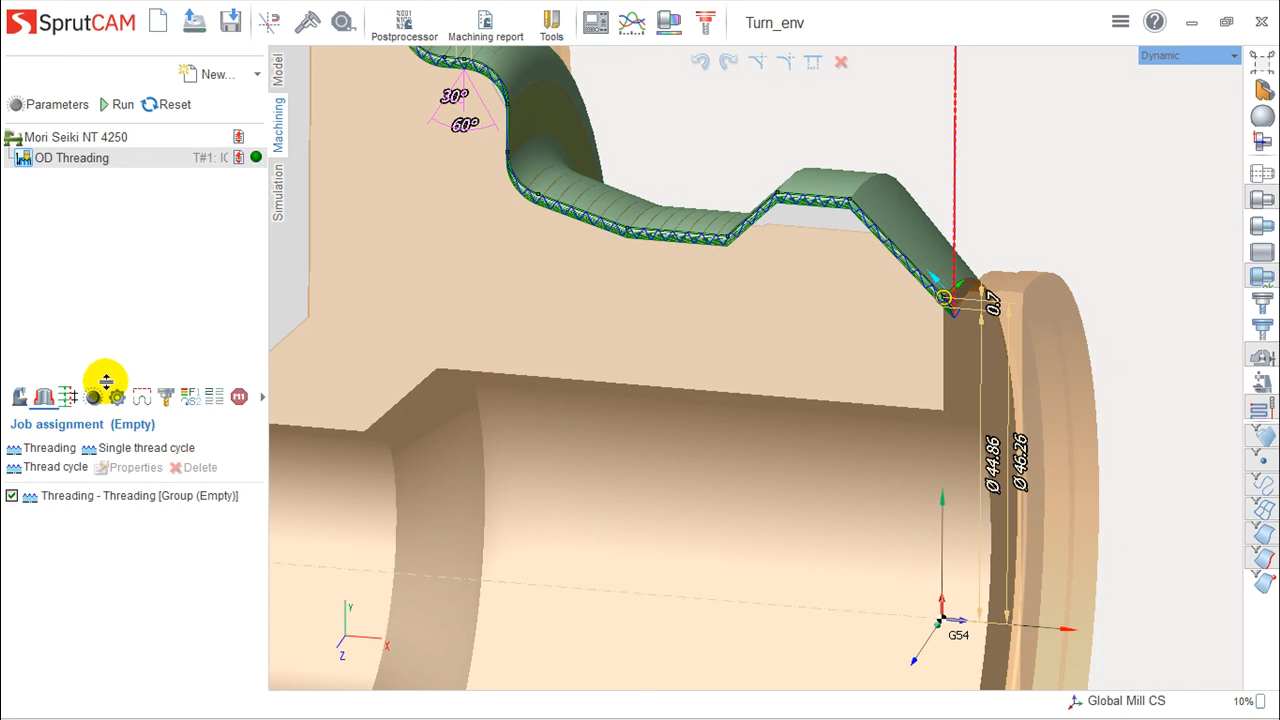 SprutCAM
Postprocessor
Machining report
Tools
Turn_env
New...
Parameters
Run
Reset
Mori Seiki NT 4250
OD Threading
T#1: IC
Model
Machining
Simulation
Dynamic
30°
60°
0.7
Ø 44.86
Ø 46.26
M1
Job assignment (Empty)
Threading
Single thread cycle
Thread cycle
Properties
Delete
Threading - Threading [Group (Empty)]
Y
X
Z
G54
Global Mill CS
10%